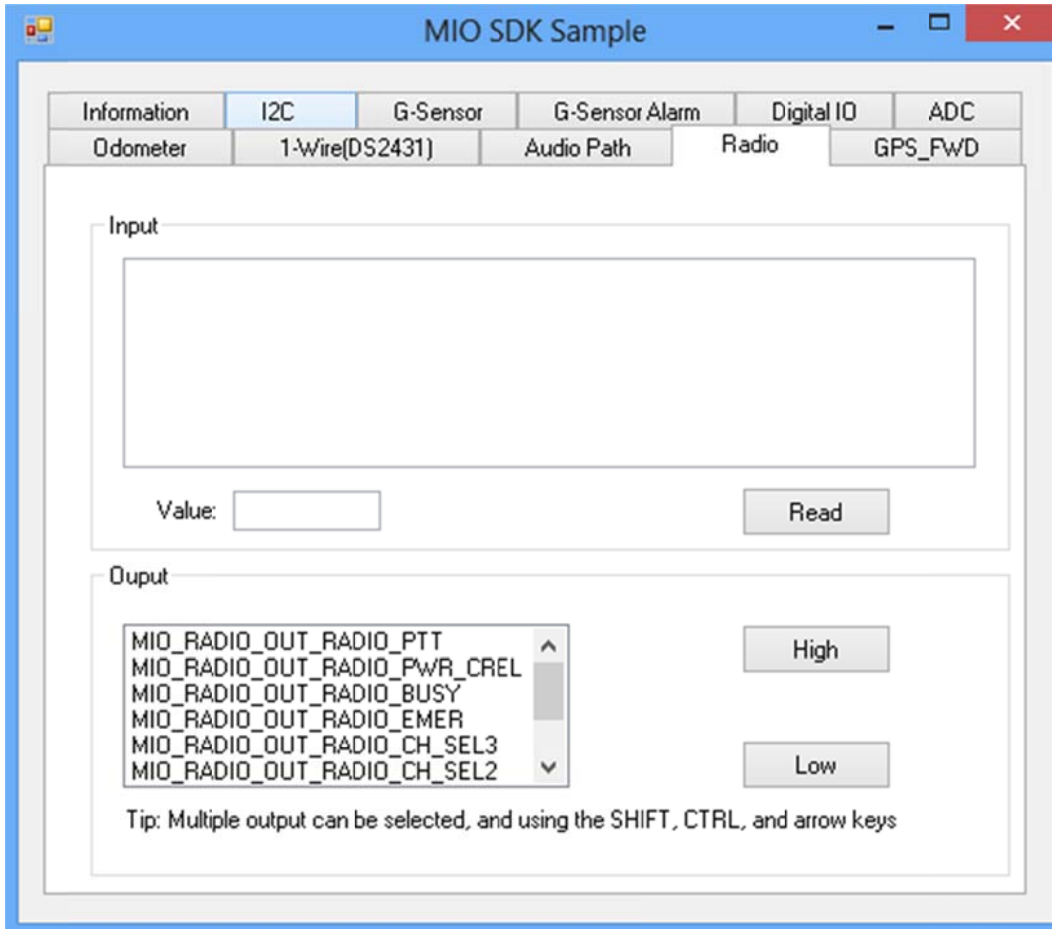 MIO SDK Sample
Information I2C G-Sensor G-Sensor Alarm Digital IO ADC
Odometer 1-Wire(DS2431) Audio Path Radio GPS_FWD
Input
Value: Read
Ouput
MIO_RADIO_OUT_RADIO_PTT
MIO_RADIO_OUT_RADIO_PWR_CREL
MIO_RADIO_OUT_RADIO_BUSY
MIO_RADIO_OUT_RADIO_EMER
MIO_RADIO_OUT_RADIO_CH_SEL3
MIO_RADIO_OUT_RADIO_CH_SEL2
High
Low
Tip: Multiple output can be selected, and using the SHIFT, CTRL, and arrow keys